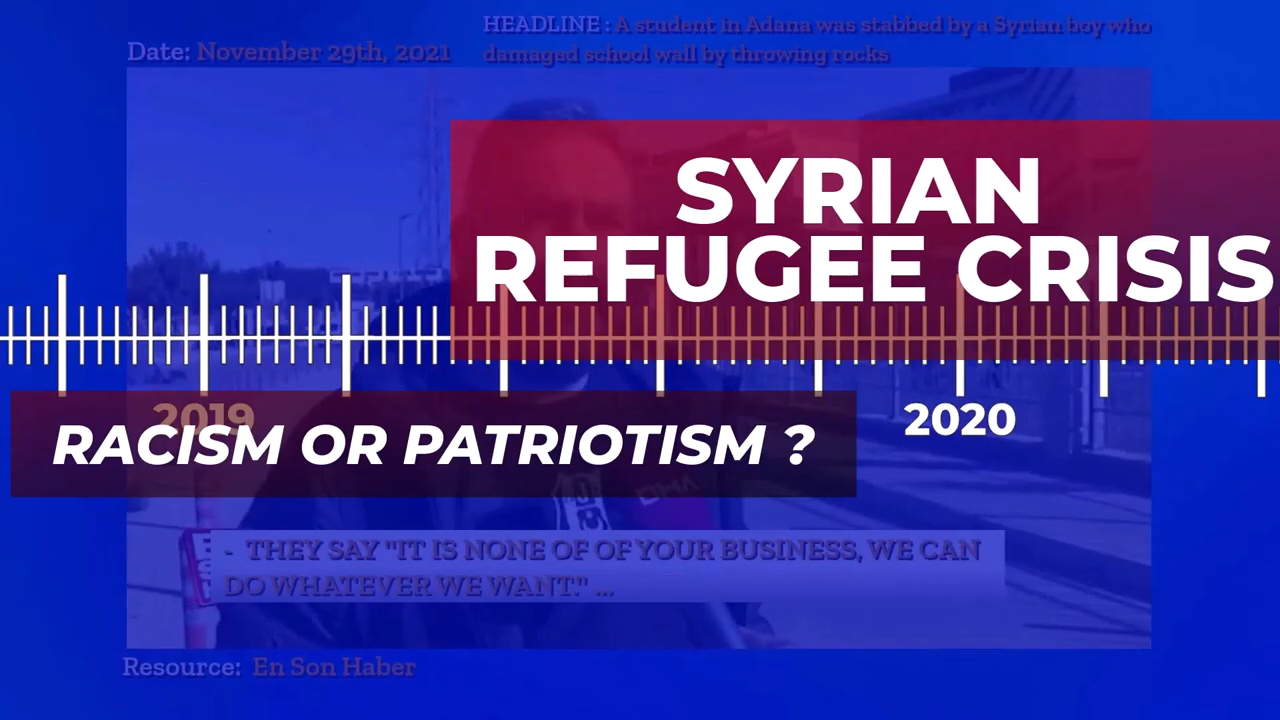 HEADLINE : A student in Adana was stabbed by a Syrian boy who
Date: November 29th, 2021
damaged school wall by throwing rocks
SYRIAN
REFUGEE CRISIS
2019
2020
RACISM OR PATRIOTISM ?
DHA
- THEY SAY "IT IS NONE OF OF YOUR BUSINESS, WE CAN
DO WHATEVER WE WANT." ...
Resource: En Son Haber